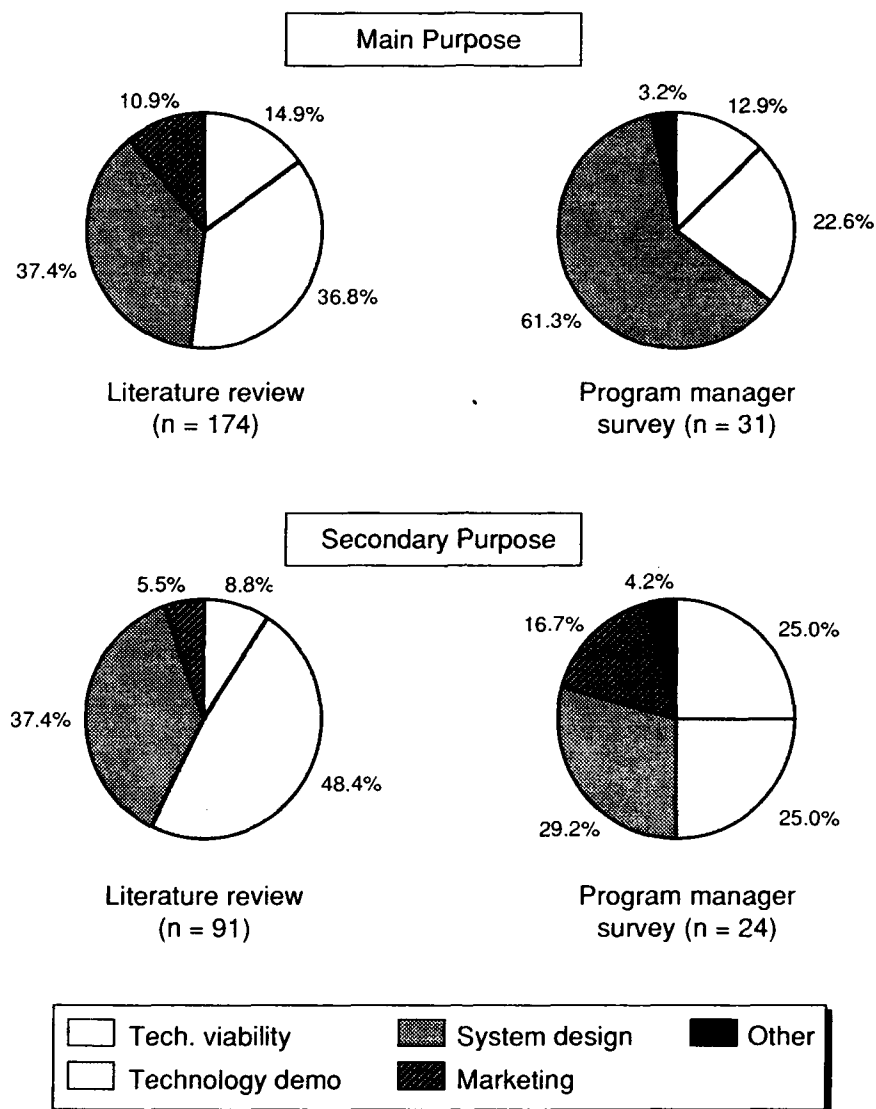 Main Purpose
10.9%
14.9%
37.4%
36.8%
Literature review
(n = 174)
3.2%
12.9%
22.6%
61.3%
Program manager
survey (n = 31)
Secondary Purpose
5.5%
8.8%
37.4%
48.4%
Literature review
(n = 91)
4.2%
16.7%
25.0%
29.2%
25.0%
Program manager
survey (n = 24)
Tech. viability
System design
Other
Technology demo
Marketing